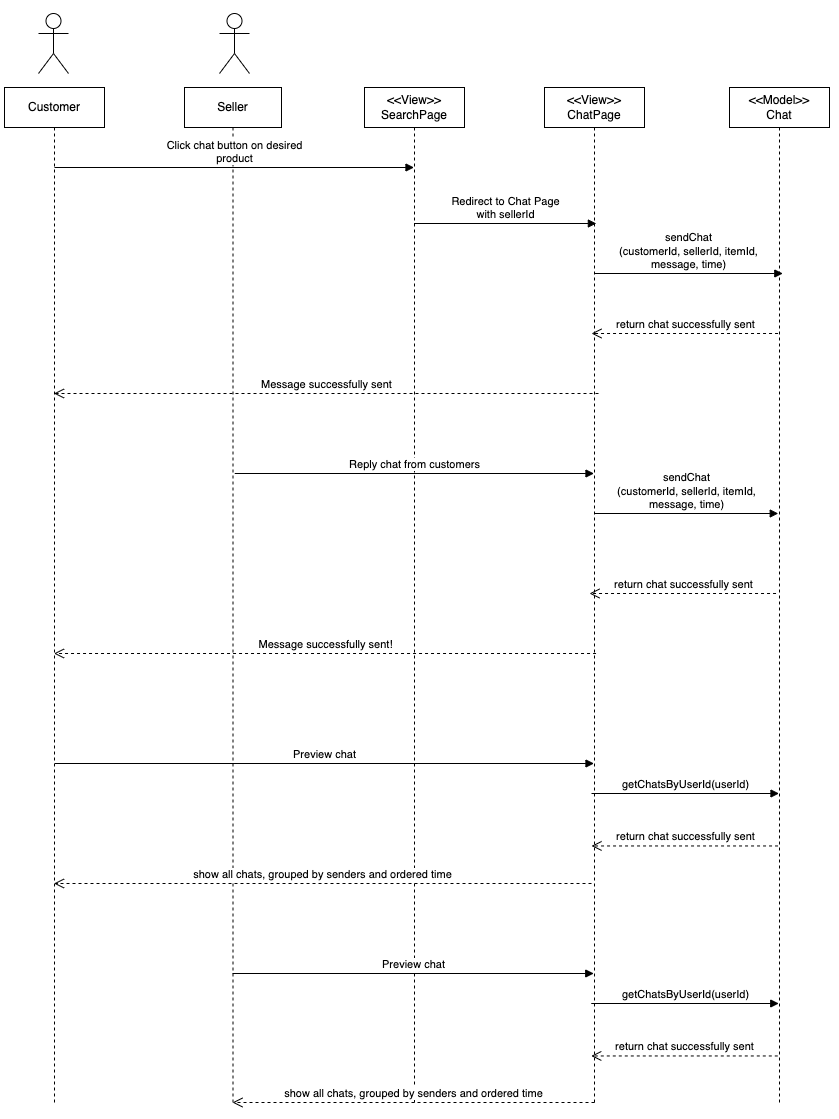 Customer
Seller
<<View>>
SearchPage
<<View>>
ChatPage
<<Model>>
Chat
Click chat button on desired
product
Redirect to Chat Page
with sellerId
sendChat
(customerId, sellerId, itemId,
message, time)
return chat successfully sent
Message successfully sent
Reply chat from customers
sendChat
(customerId, sellerId, itemId,
message, time)
return chat successfully sent
Message successfully sent!
Preview chat
getChatsByUserId(userId)
return chat successfully sent
show all chats, grouped by senders and ordered time
Preview chat
getChatsByUserId(userId)
return chat successfully sent
show all chats, grouped by senders and ordered time